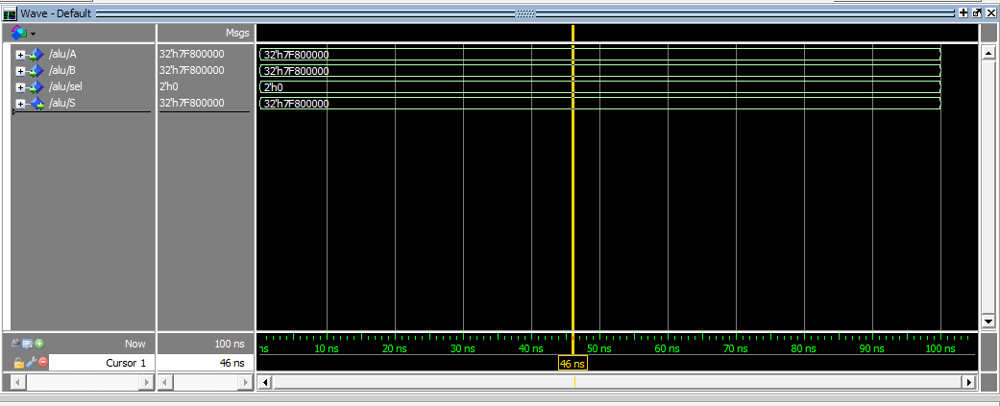 Wave - Default
Msgs
/alu/A 32'h7F800000 32'h7F800000
/alu/B 32'h7F800000 32'h7F800000
/alu/sel 2'h0 2'h0
/alu/S 32'h7F800000 32'h7F800000
Now 100 ns ns 10 ns 20 ns 30 ns 40 ns 50 ns 60 ns 70 ns 80 ns 90 ns 100 ns
Cursor 1 46 ns 46 ns